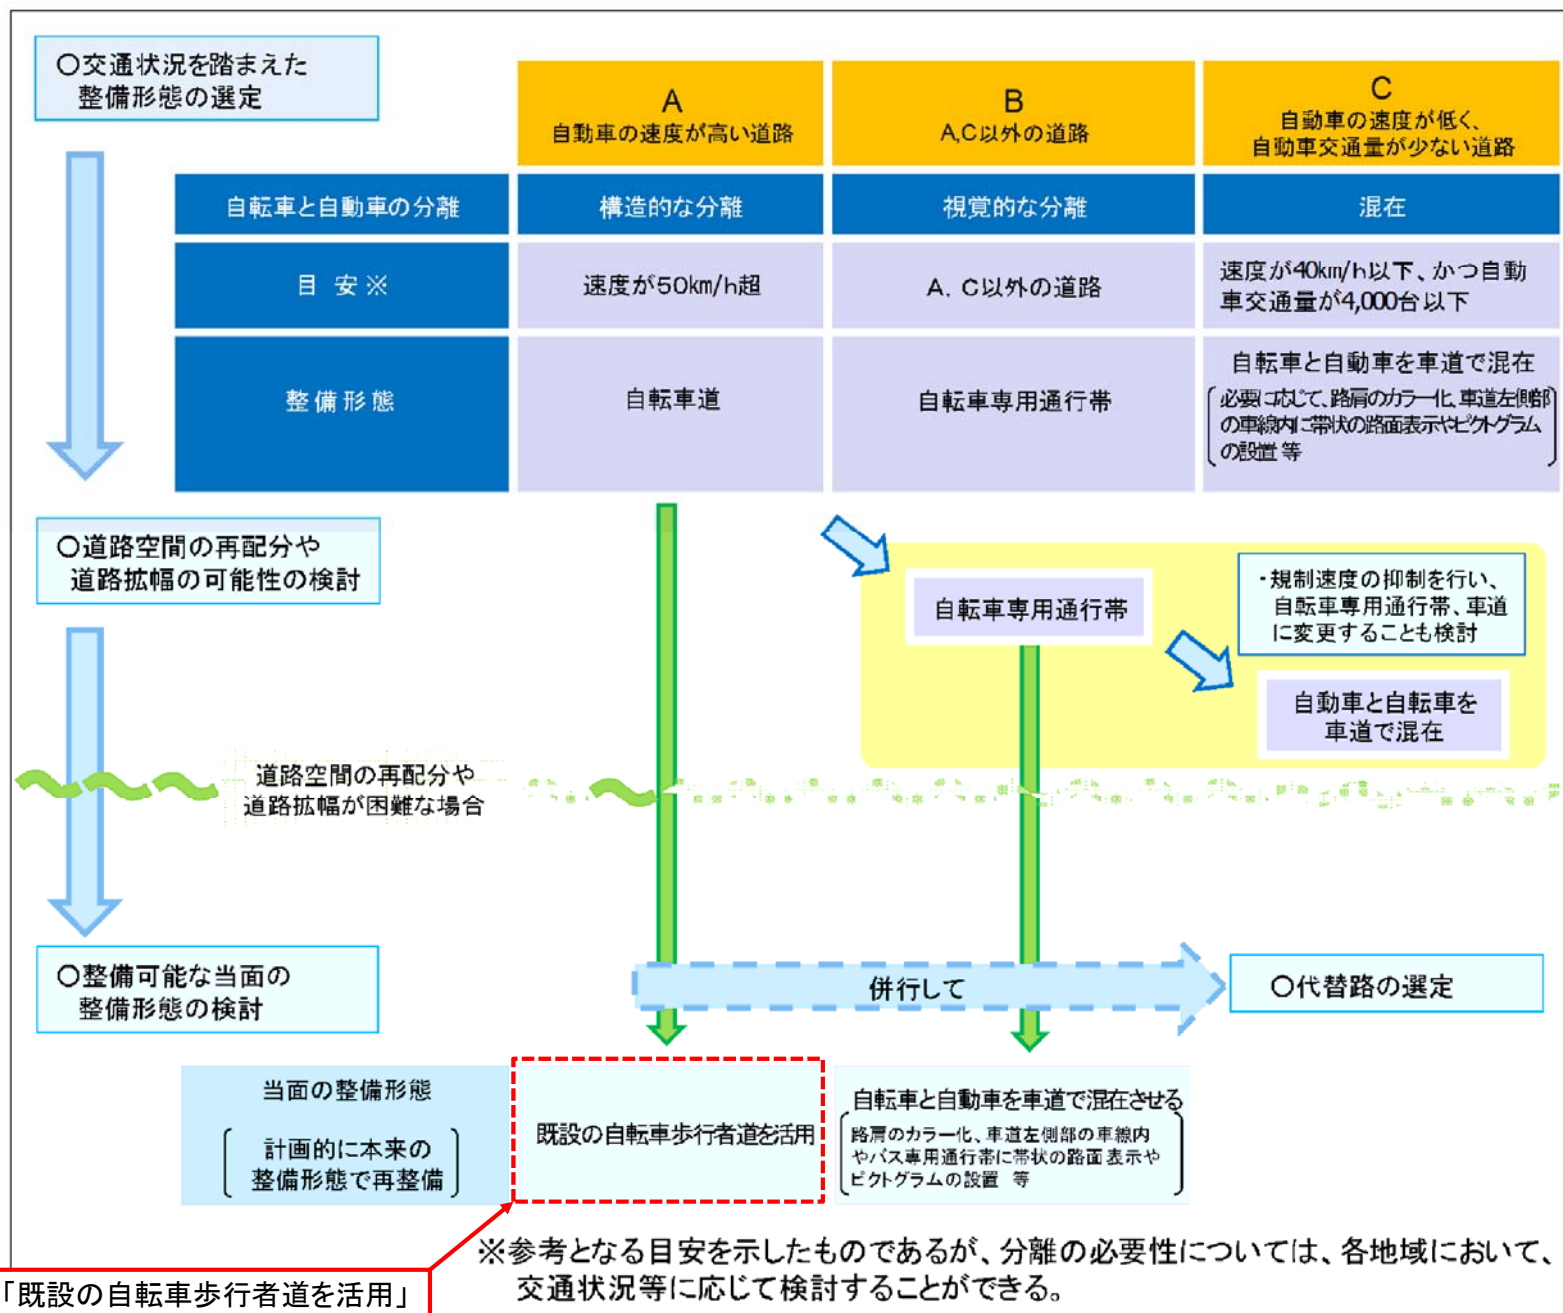 〇交通状況を踏まえた
整備形態の選定
A
自動車の速度が高い道路
B
A,C以外の道路
C
自動車の速度が低く、
自動車交通量が少ない道路
自転車と自動車の分離
構造的な分離
視覚的な分離
混在
目 安※
速度が50km/h超
A. C以外の道路
速度が40km/h以下、かつ自動
車交通量が4,000台以下
整備形態
自転車道
自転車専用通行帯
自転車と自動車を車道で混在
必要に応じて、路肩のカラー化、車道左側部
の車線内に帯状の路面表示やピクトグラム
の設置等
〇道路空間の再配分や
道路拡幅の可能性の検討
自転車専用通行帯
・規制速度の抑制を行い、
自転車専用通行帯、車道
に変更することも検討
自動車と自転車を
車道で混在
道路空間の再配分や
道路拡幅が困難な場合
〇整備可能な当面の
整備形態の検討
併行して
〇代替路の選定
当面の整備形態
計画的に本来の
整備形態で再整備
既設の自転車歩行者道を活用
自転車と自動車を車道で混在させる
路肩のカラー化、車道左側部の車線内
やバス専用通行帯に帯状の路面表示や
ピクトグラムの設置 等
※参考となる目安を示したものであるが、分離の必要性については、各地域において、
交通状況等に応じて検討することができる。
「既設の自転車歩行者道を活用」